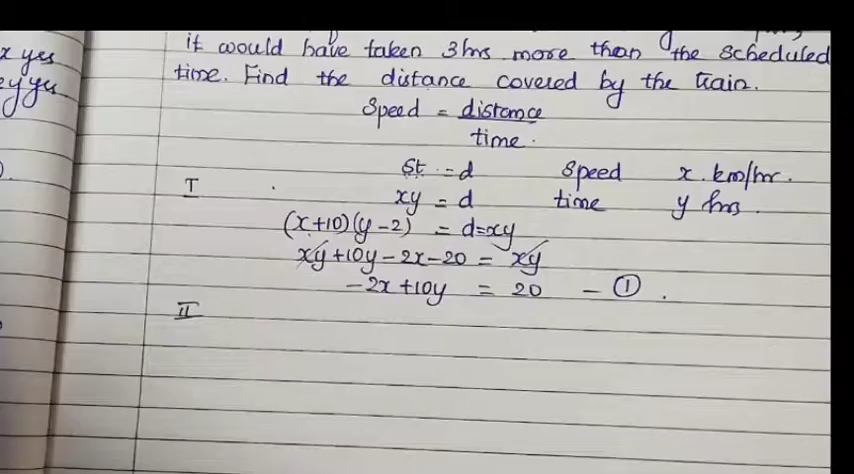 x yes
it would have taken 3hrs more than the scheduled
time. Find the distance covered by the train.
Speed = distance
time.
St = d Speed x. km/hr.
I xy = d time y hrs.
(x+10)(y-2) = d=xy
xy+10y-2x-20 = xy
-2x+10y = 20 - ①.
II